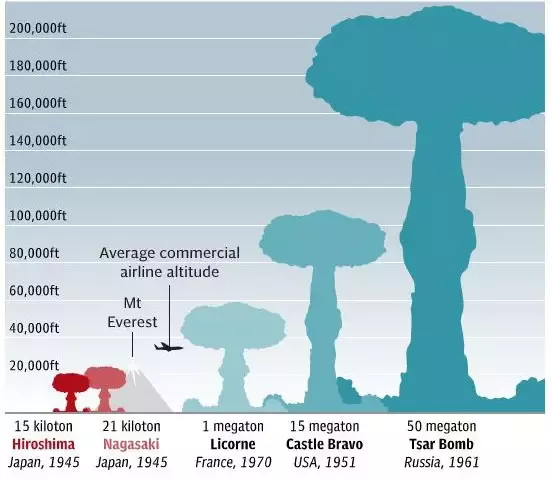 200,000ft
180,000ft
160,000ft
140,000ft
120,000ft
100,000ft
80,000ft
Average commercial
airline altitude
60,000ft
Mt
Everest
40,000ft
20,000ft
15 kiloton
Hiroshima
Japan, 1945
21 kiloton
Nagasaki
Japan, 1945
1 megaton
Licorne
France, 1970
15 megaton
Castle Bravo
USA, 1951
50 megaton
Tsar Bomb
Russia, 1961